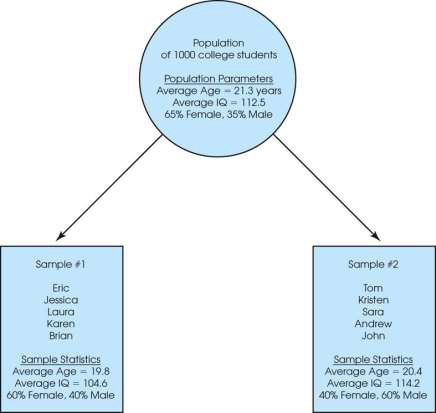 Population
of 1000 college students
Population Parameters
Average Age = 21.3 years
Average IQ = 112.5
65% Female, 35% Male
Sample #1
Eric
Jessica
Laura
Karen
Brian
Sample Statistics
Average Age = 19.8
Average IQ = 104.6
60% Female, 40% Male
Sample #2
Tom
Kristen
Sara
Andrew
John
Sample Statistics
Average Age = 20.4
Average IQ = 114.2
40% Female, 60% Male